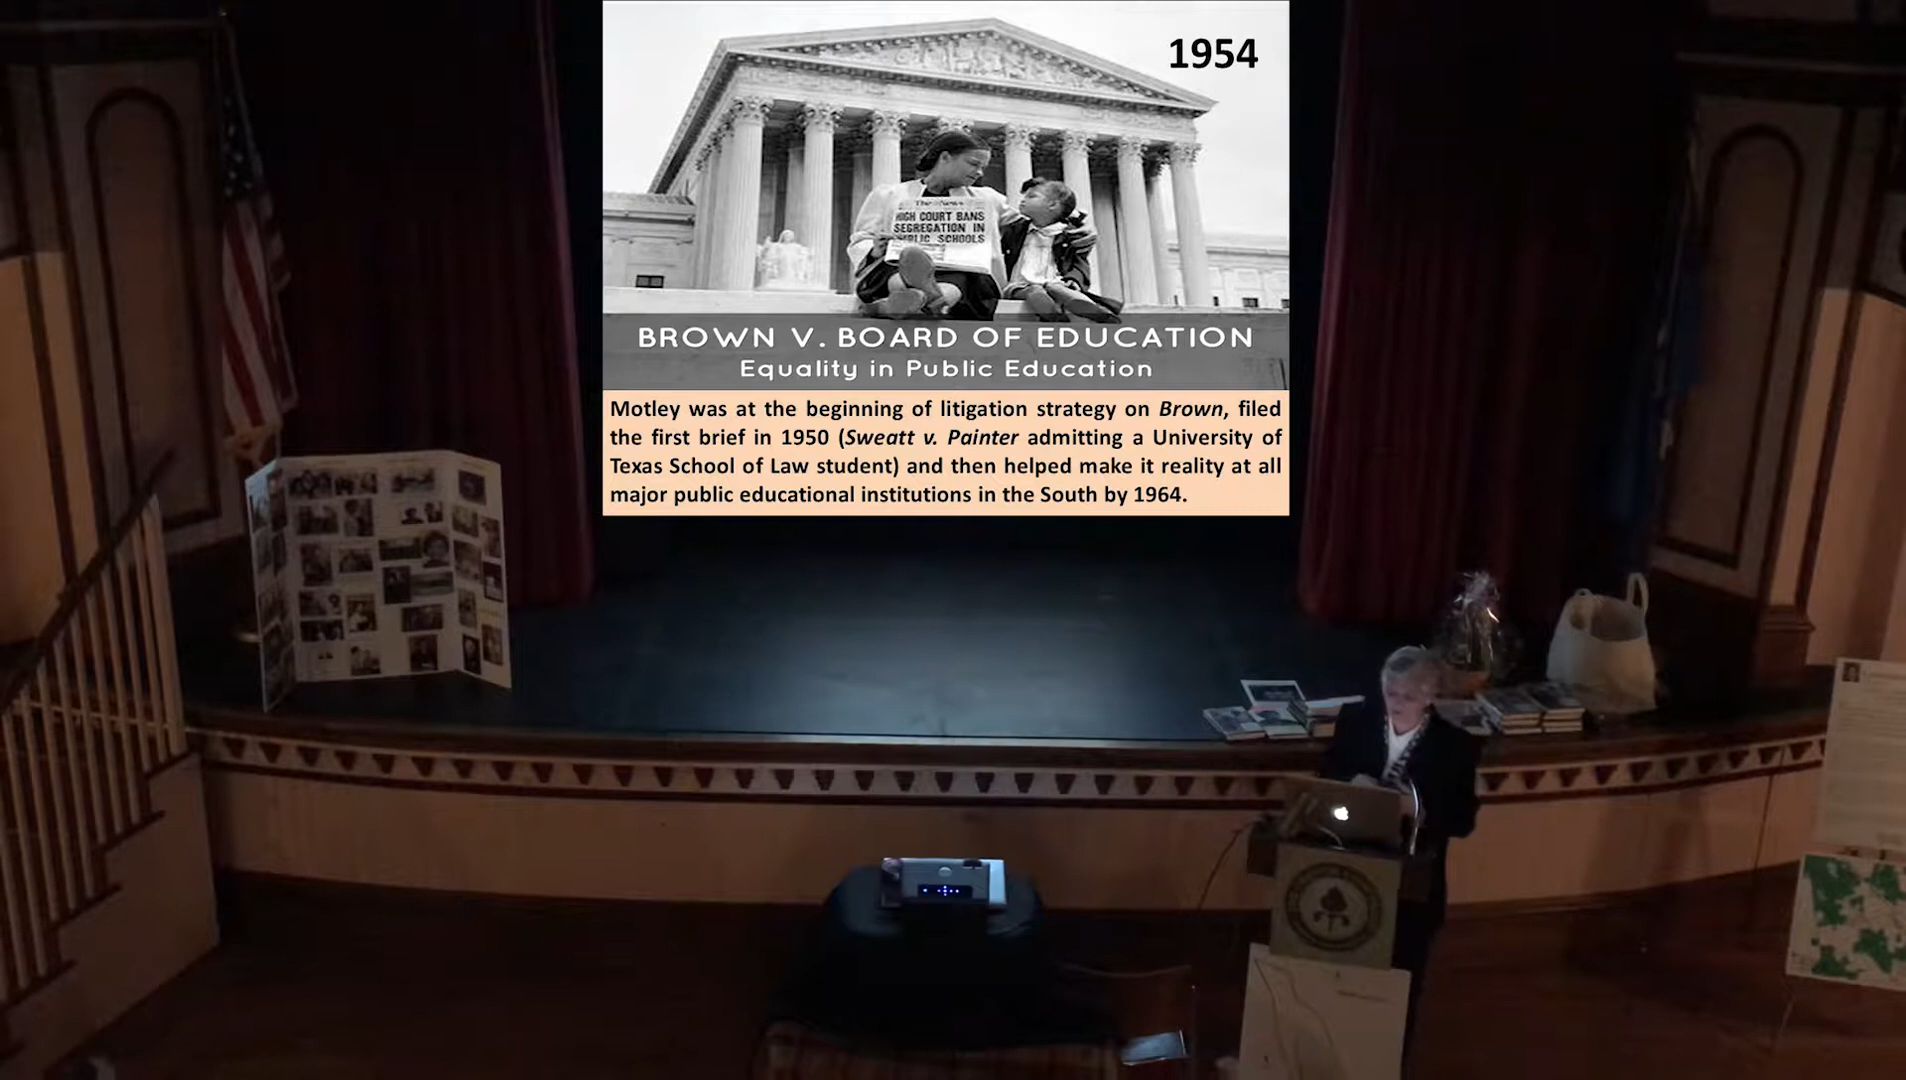 1954
The News
HIGH COURT BANS
SEGREGATION IN
PUBLIC SCHOOLS
BROWN V. BOARD OF EDUCATION
Equality in Public Education
Motley was at the beginning of litigation strategy on Brown, filed
the first brief in 1950 (Sweatt v. Painter admitting a University of
Texas School of Law student) and then helped make it reality at all
major public educational institutions in the South by 1964.